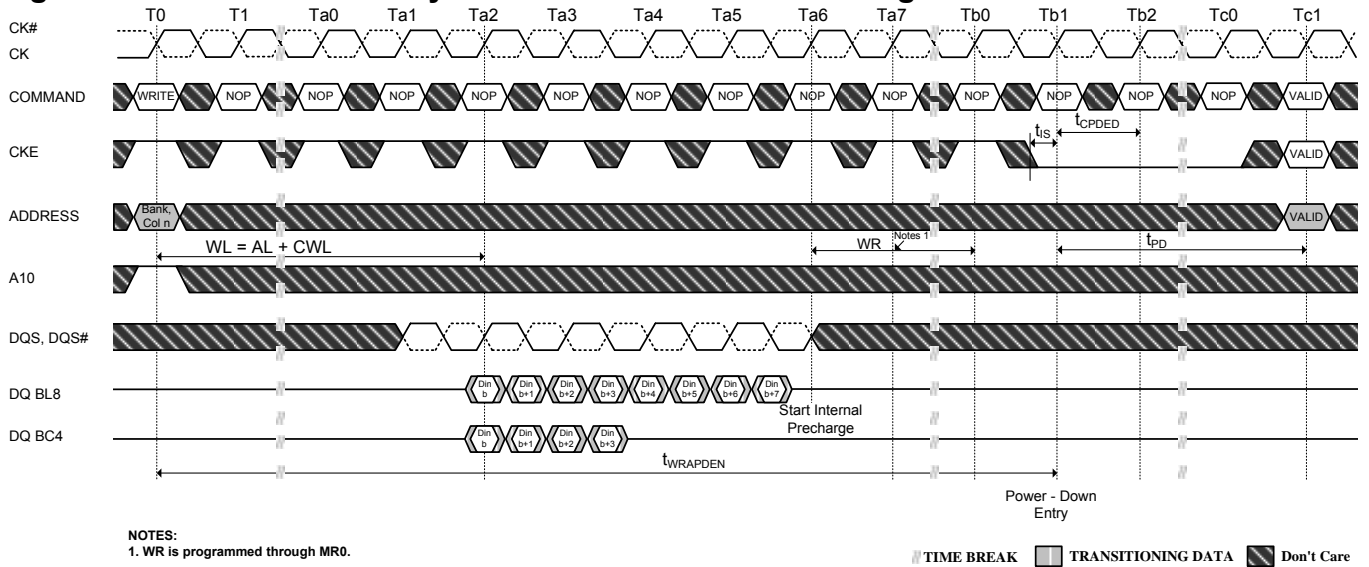 T0 T1 Ta0 Ta1 Ta2 Ta3 Ta4 Ta5 Ta6 Ta7 Tb0 Tb1 Tb2 Tc0 Tc1
CK#
CK
COMMAND WRITE NOP NOP NOP NOP NOP NOP NOP NOP NOP NOP NOP NOP NOP VALID
tIS tCPDED
CKE VALID
ADDRESS Bank, Col n VALID
WL = AL + CWL WR Notes 1 tPD
A10
DQS, DQS#
DQ BL8 Din b Din b+1 Din b+2 Din b+3 Din b+4 Din b+5 Din b+6 Din b+7
Start Internal
Precharge
DQ BC4 Din b Din b+1 Din b+2 Din b+3
tWRAPDEN
Power - Down
Entry
NOTES:
1. WR is programmed through MR0.
TIME BREAK TRANSITIONING DATA Don't Care